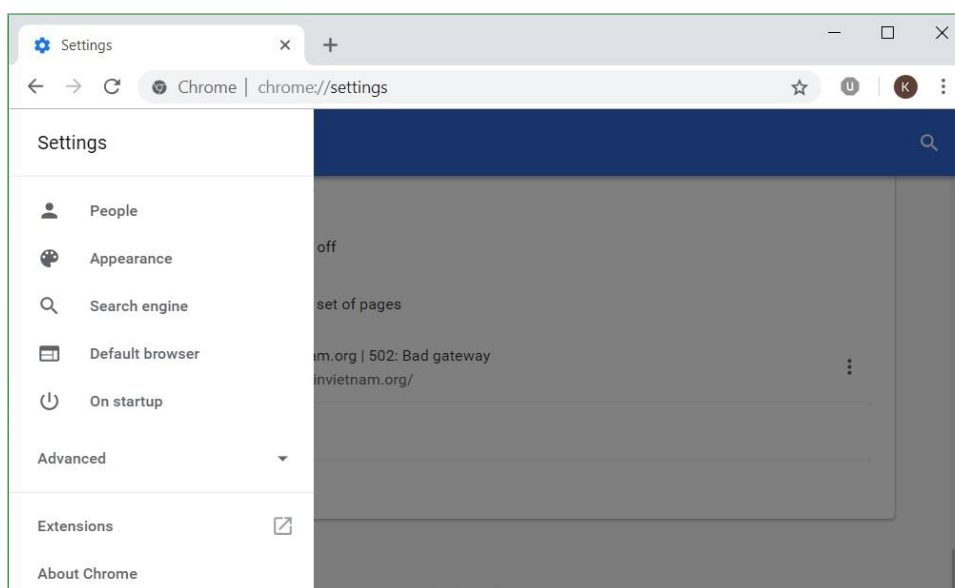 Settings
Chrome | chrome://settings
K
Settings
People
Appearance
Search engine
Default browser
On startup
Advanced
Extensions
About Chrome
off
set of pages
am.org | 502: Bad gateway
invietnam.org/